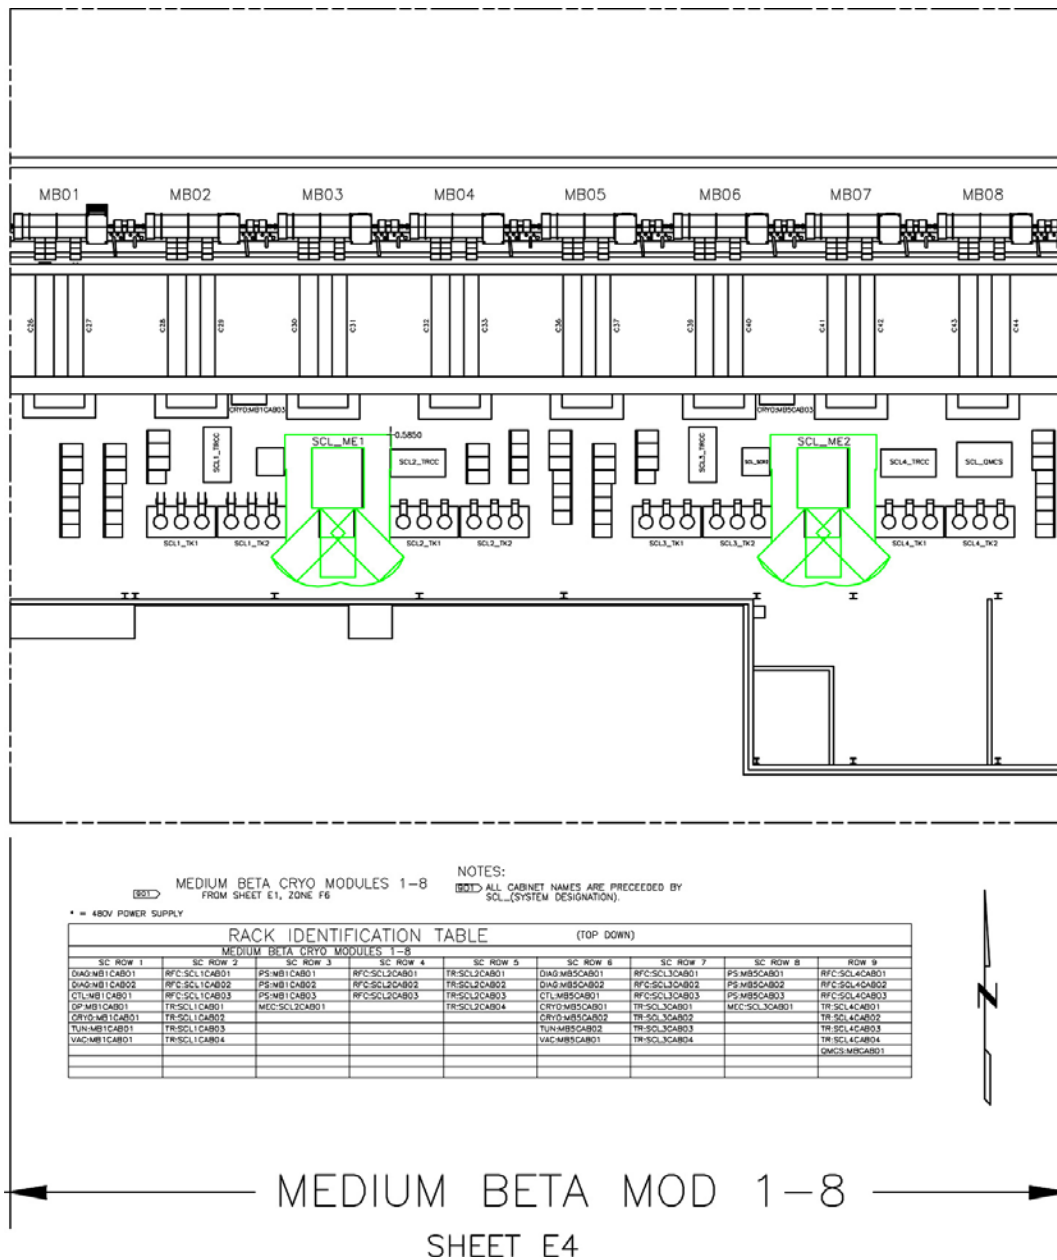 MB01 MB02 MB03 MB04 MB05 MB06 MB07 MB08
C26 C27 C28 C29 C30 C31 C32 C33 C36 C37 C39 C40 C41 C42 C43 C44
CRYO:MB1CAB03 CRYO:MB5CAB03
0.5850
SCL_ME1 SCL_ME2
SCL1_TRCC SCL2_TRCC SCL3_TRCC SCL4_TRCC SCL_QMCS
SCL1_TK1 SCL1_TK2 SCL2_TK1 SCL2_TK2 SCL3_TK1 SCL3_TK2 SCL4_TK1 SCL4_TK2
NOTES:
G01 MEDIUM BETA CRYO MODULES 1-8
FROM SHEET E1, ZONE F6
G01 ALL CABINET NAMES ARE PRECEEDED BY
SCL_(SYSTEM DESIGNATION).
* = 480V POWER SUPPLY
RACK IDENTIFICATION TABLE (TOP DOWN)
MEDIUM BETA CRYO MODULES 1-8
SC ROW 1 SC ROW 2 SC ROW 3 SC ROW 4 SC ROW 5 SC ROW 6 SC ROW 7 SC ROW 8 ROW 9
DIAG:MB1CAB01 RFC:SCL1CAB01 PS:MB1CAB01 RFC:SCL2CAB01 TR:SCL2CAB01 DIAG:MB5CAB01 RFC:SCL3CAB01 PS:MB5CAB01 RFC:SCL4CAB01
DIAG:MB1CAB02 RFC:SCL1CAB02 PS:MB1CAB02 RFC:SCL2CAB02 TR:SCL2CAB02 DIAG:MB5CAB02 RFC:SCL3CAB02 PS:MB5CAB02 RFC:SCL4CAB02
CTL:MB1CAB01 RFC:SCL1CAB03 PS:MB1CAB03 RFC:SCL2CAB03 TR:SCL2CAB03 CTL:MB5CAB01 RFC:SCL3CAB03 PS:MB5CAB03 RFC:SCL4CAB03
OP:MB1CAB01 TR:SCL1CAB01 MEC:SCL2CAB01 TR:SCL2CAB04 CRYO:MB5CAB01 TR:SCL3CAB01 MEC:SCL3CAB01 TR:SCL4CAB01
CRYO:MB1CAB01 TR:SCL1CAB02 CRYO:MB5CAB02 TR:SCL3CAB02 TR:SCL4CAB02
TUN:MB1CAB01 TR:SCL1CAB03 TUN:MB5CAB02 TR:SCL3CAB03 TR:SCL4CAB03
VAC:MB1CAB01 TR:SCL1CAB04 VAC:MB5CAB01 TR:SCL3CAB04 TR:SCL4CAB04
QMCS:MBCAB01
N
MEDIUM BETA MOD 1-8
SHEET E4